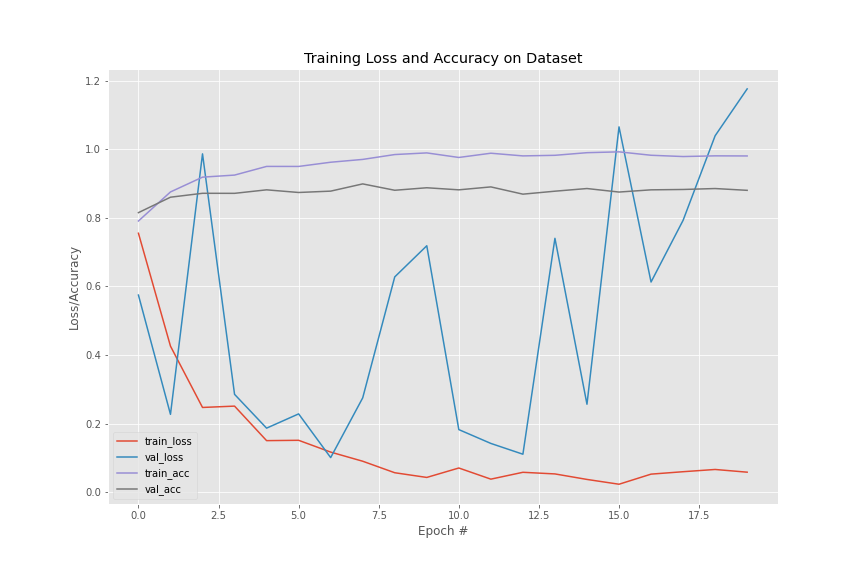 Training Loss and Accuracy on Dataset
1.2
1.0
0.8
0.6
0.4
0.2
0.0
Loss/Accuracy
train_loss
val_loss
train_acc
val_acc
0.0 2.5 5.0 7.5 10.0 12.5 15.0 17.5
Epoch #